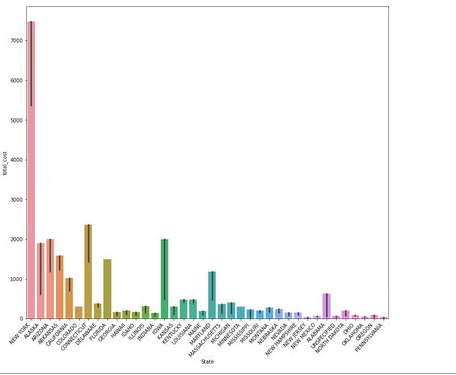 7000
6000
5000
4000
3000
2000
1000
0
total_cost
NEW YORK
ALASKA
ARIZONA
ARKANSAS
CALIFORNIA
COLORADO
CONNECTICUT
DELAWARE
FLORIDA
GEORGIA
HAWAII
IDAHO
ILLINOIS
INDIANA
IOWA
KANSAS
KENTUCKY
LOUISIANA
MAINE
MARYLAND
MASSACHUSETTS
MICHIGAN
MINNESOTA
MISSISSIPPI
MISSOURI
MONTANA
NEBRASKA
NEVADA
NEW HAMPSHIRE
NEW JERSEY
NEW MEXICO
ALABAMA
UNSPECIFIED
NORTH DAKOTA
OHIO
OKLAHOMA
OREGON
PENNSYLVANIA
State